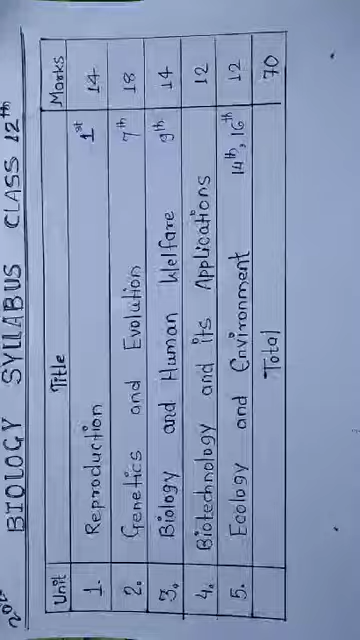 BIOLOGY SYLLABUS CLASS 12th
Unit Title Marks
1. Reproduction 1st 14
2. Genetics and Evolution 7th 18
3. Biology and Human Welfare 9th 14
4. Biotechnology and its Applications 12
5. Ecology and Environment 14th, 16th 12
Total 70